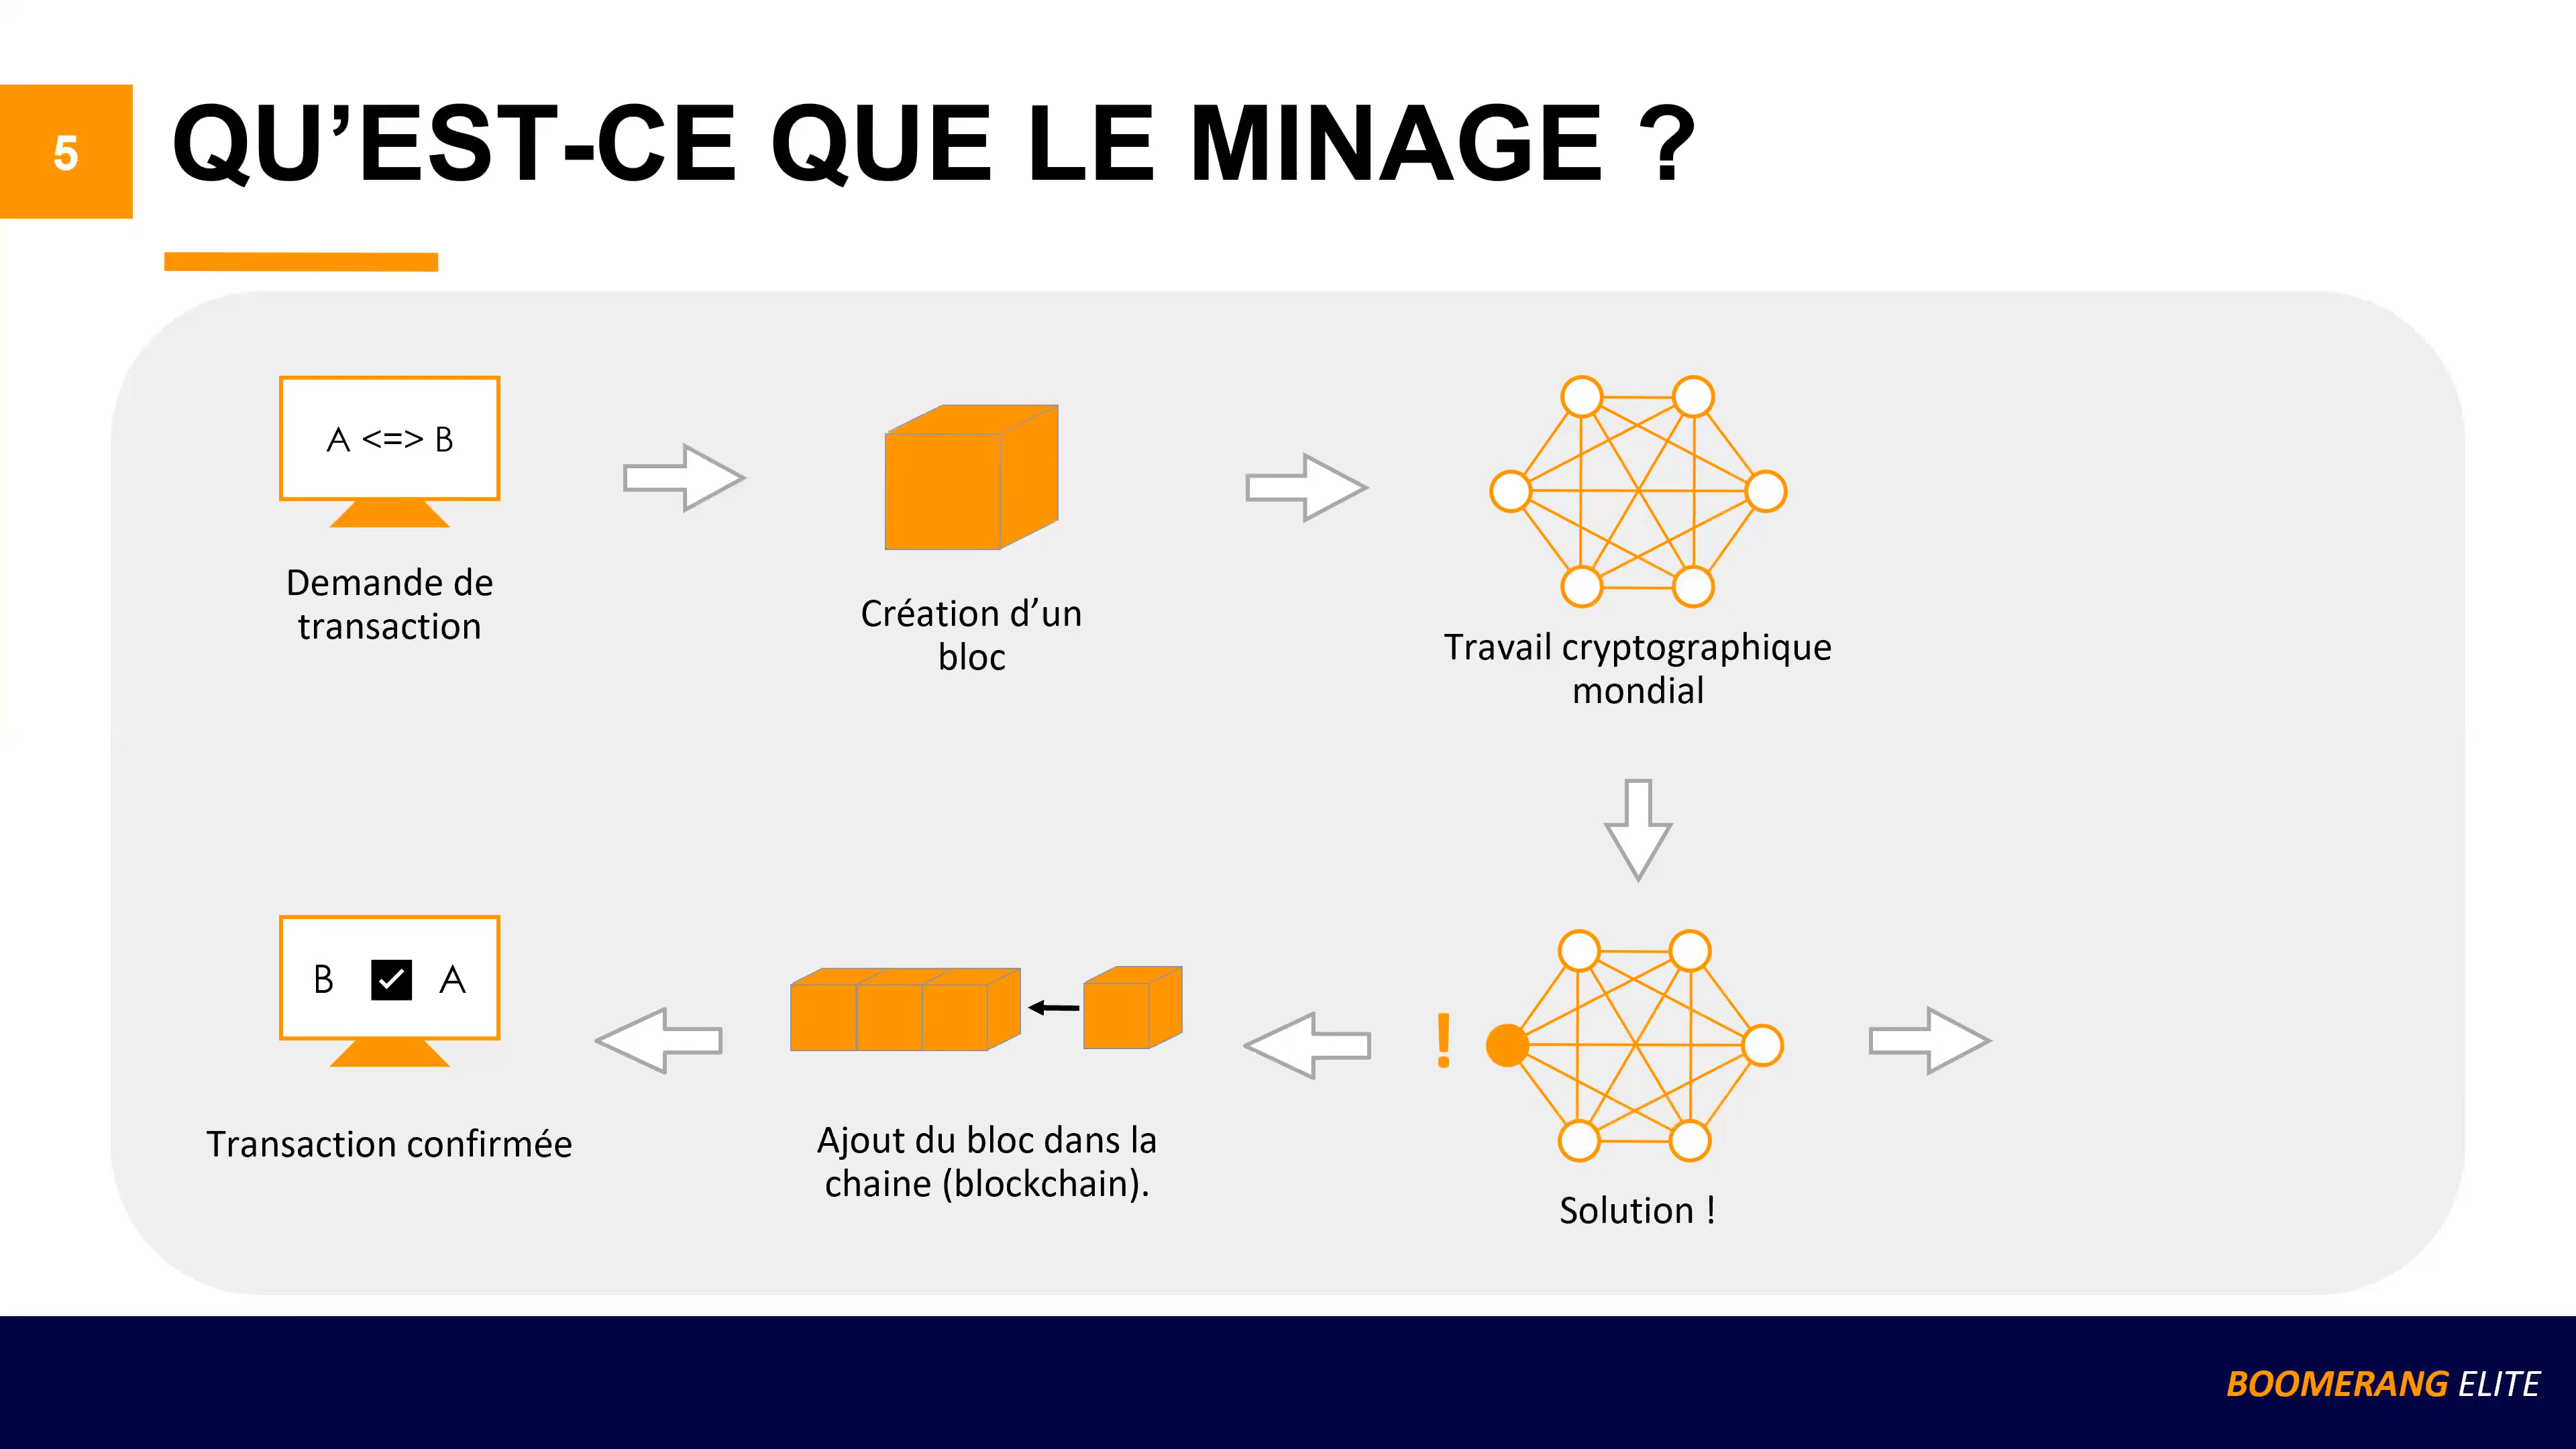 5
QU’EST-CE QUE LE MINAGE ?
A <=> B
Demande de
transaction
Création d’un
bloc
Travail cryptographique
mondial
B ✓ A
Transaction confirmée
Ajout du bloc dans la
chaine (blockchain).
!
Solution !
BOOMERANG ELITE